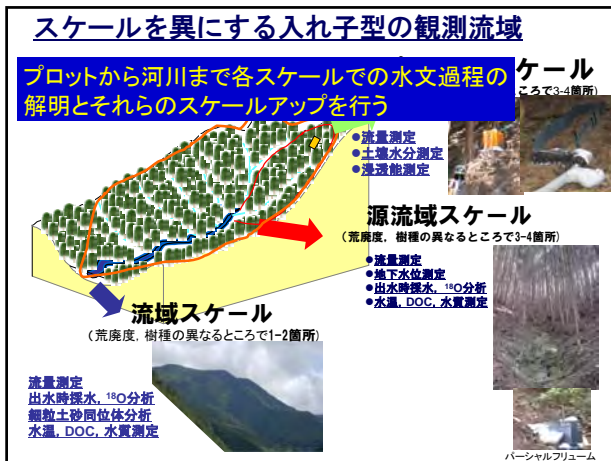 スケールを異にする入れ子型の観測流域
プロットから河川まで各スケールでの水文過程の
解明とそれらのスケールアップを行う
ケール
ころで3-4箇所)
●流量測定
●土壌水分測定
●浸透能測定
源流域スケール
(荒廃度, 樹種の異なるところで3-4箇所)
●流量測定
●地下水位測定
●出水時採水, ¹⁸O分析
●水温, DOC, 水質測定
流域スケール
(荒廃度, 樹種の異なるところで1-2箇所)
流量測定
出水時採水, ¹⁸O分析
細粒土砂同位体分析
水温, DOC, 水質測定
パーシャルフリューム